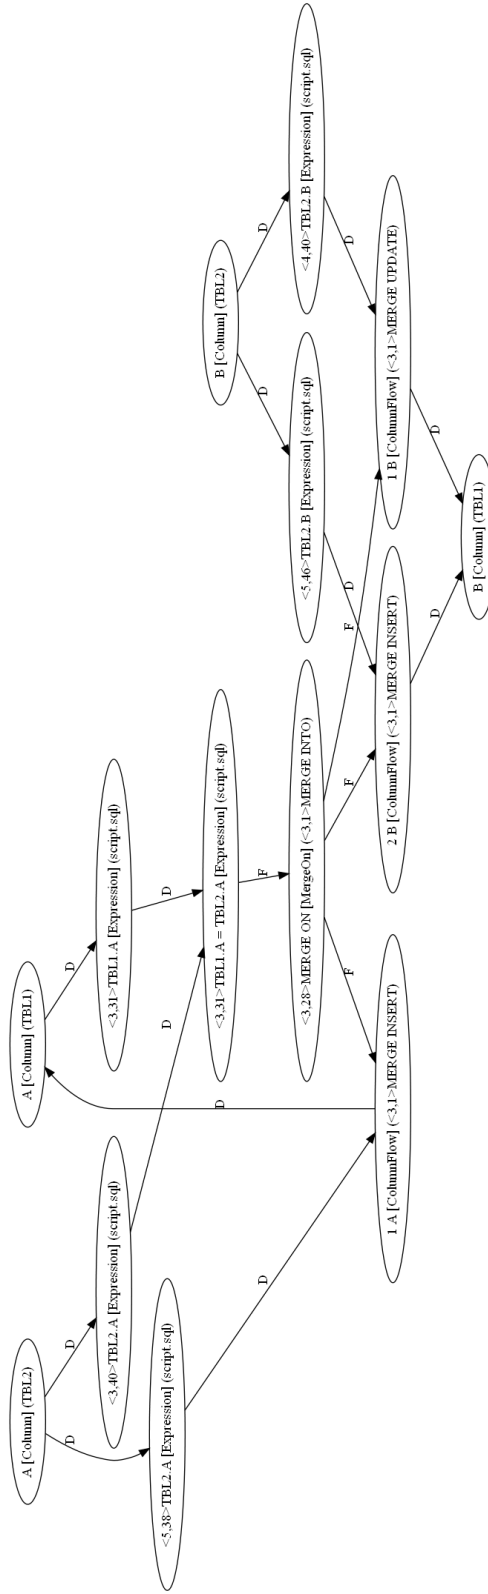 A [Column] (TBL2)
D
D
<5,38>TBL2.A [Expression] (script.sql)
<3,40>TBL2.A [Expression] (script.sql)
A [Column] (TBL1)
D
<3,31>TBL1.A [Expression] (script.sql)
D
D
<3,31>TBL1.A = TBL2.A [Expression] (script.sql)
D
F
<3,28>MERGE ON [MergeOn] (<3,1>MERGE INTO)
D
F
1 A [ColumnFlow] (<3,1>MERGE INSERT)
B [Column] (TBL2)
D
D
<5,46>TBL2.B [Expression] (script.sql)
<4,40>TBL2.B [Expression] (script.sql)
F
F
D
D
2 B [ColumnFlow] (<3,1>MERGE INSERT)
1 B [ColumnFlow] (<3,1>MERGE UPDATE)
D
D
B [Column] (TBL1)